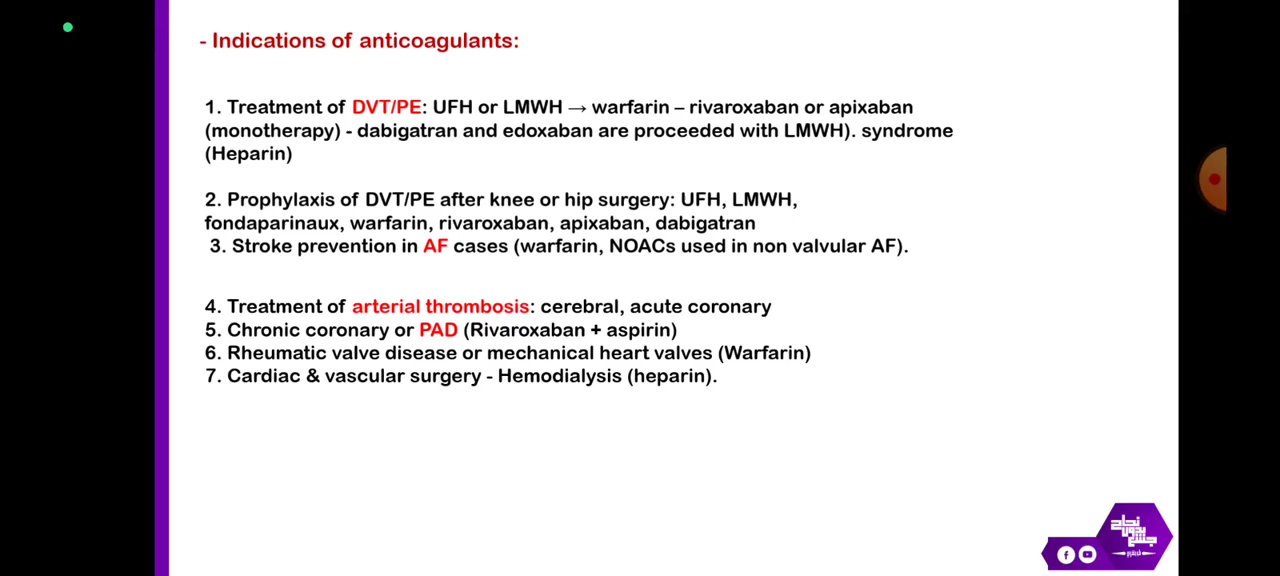 - Indications of anticoagulants:
1. Treatment of DVT/PE: UFH or LMWH → warfarin – rivaroxaban or apixaban
(monotherapy) - dabigatran and edoxaban are proceeded with LMWH). syndrome
(Heparin)
2. Prophylaxis of DVT/PE after knee or hip surgery: UFH, LMWH,
fondaparinaux, warfarin, rivaroxaban, apixaban, dabigatran
3. Stroke prevention in AF cases (warfarin, NOACs used in non valvular AF).
4. Treatment of arterial thrombosis: cerebral, acute coronary
5. Chronic coronary or PAD (Rivaroxaban + aspirin)
6. Rheumatic valve disease or mechanical heart valves (Warfarin)
7. Cardiac & vascular surgery - Hemodialysis (heparin).